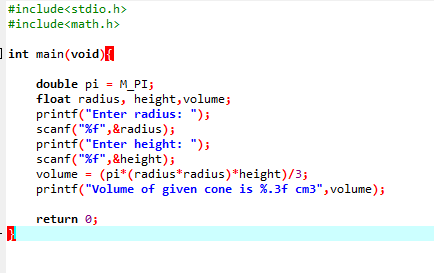 #include<stdio.h>
#include<math.h>
int main(void){
double pi = M_PI;
float radius, height,volume;
printf("Enter radius: ");
scanf("%f",&radius);
printf("Enter height: ");
scanf("%f",&height);
volume = (pi*(radius*radius)*height)/3;
printf("Volume of given cone is %.3f cm3",volume);
return 0;
}